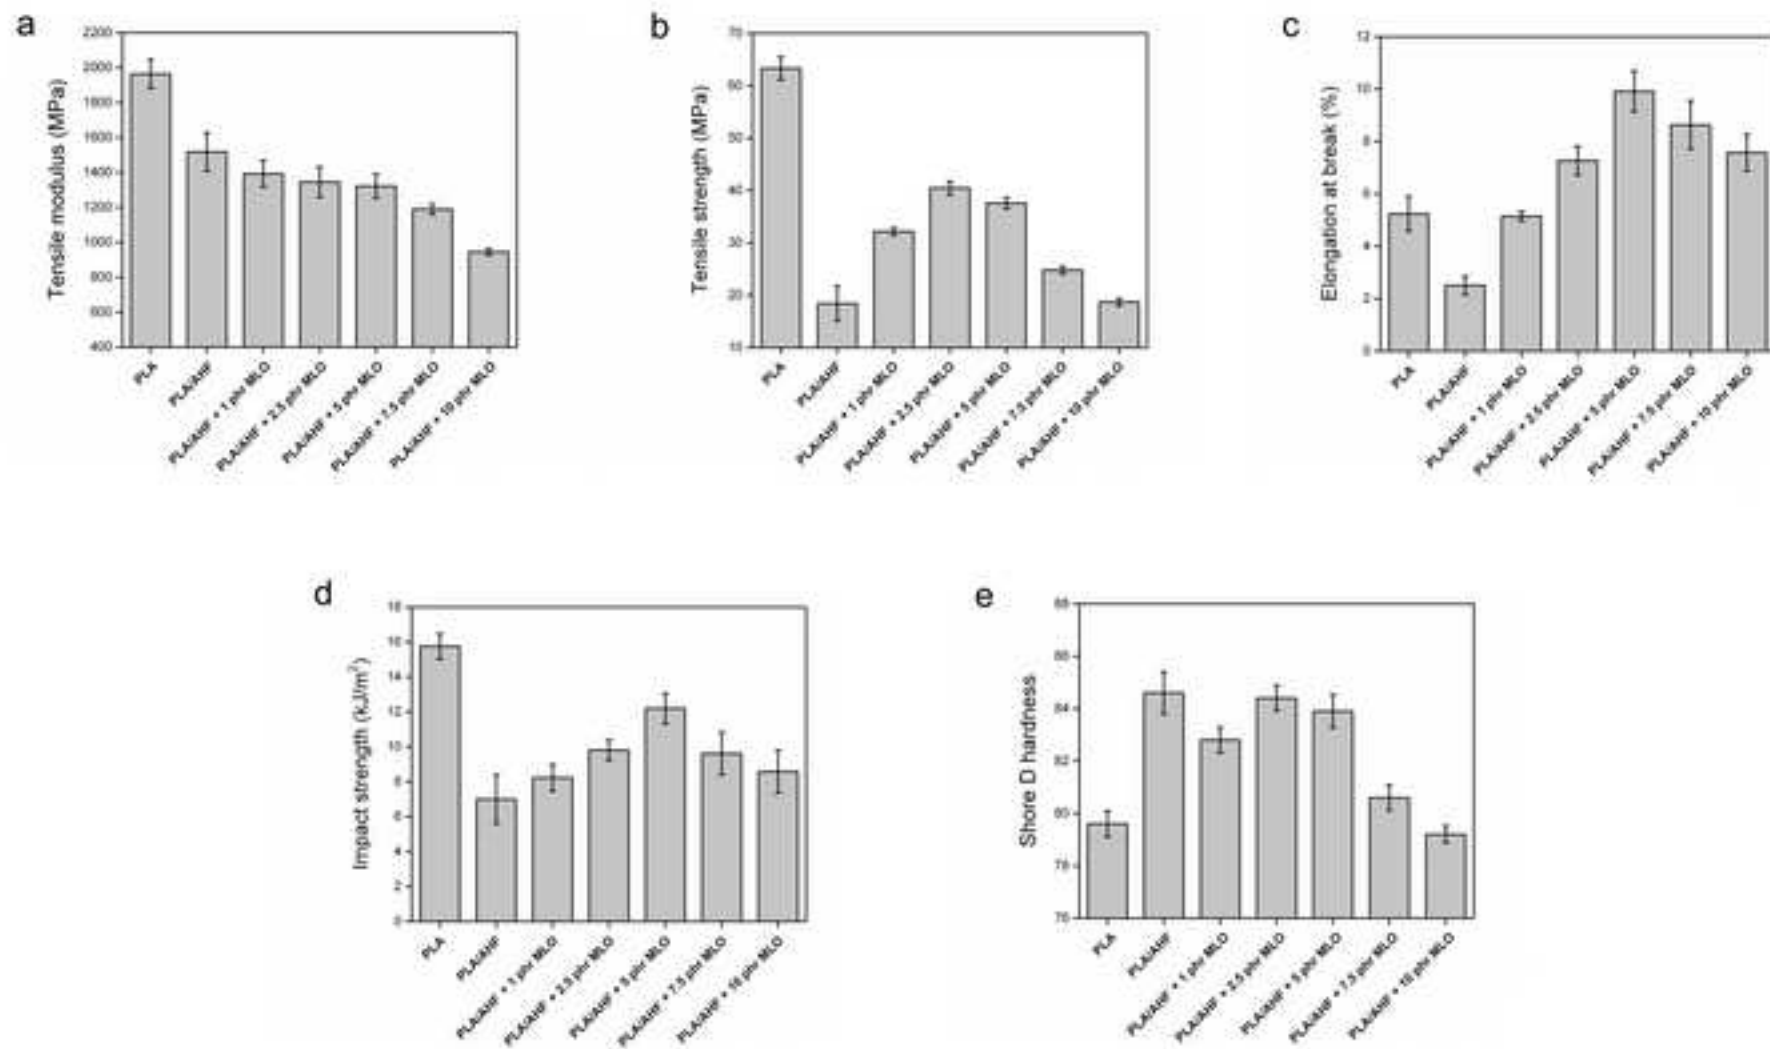 a
2200
2000
1800
1600
1400
1200
1000
800
600
400
Tensile modulus (MPa)
PLA
PLA/AHF
PLA/AHF + 1 phr MLO
PLA/AHF + 2.5 phr MLO
PLA/AHF + 5 phr MLO
PLA/AHF + 7.5 phr MLO
PLA/AHF + 10 phr MLO
b
70
60
50
40
30
20
10
Tensile strength (MPa)
PLA
PLA/AHF
PLA/AHF + 1 phr MLO
PLA/AHF + 2.5 phr MLO
PLA/AHF + 5 phr MLO
PLA/AHF + 7.5 phr MLO
PLA/AHF + 10 phr MLO
c
12
10
8
6
4
2
0
Elongation at break (%)
PLA
PLA/AHF
PLA/AHF + 1 phr MLO
PLA/AHF + 2.5 phr MLO
PLA/AHF + 5 phr MLO
PLA/AHF + 7.5 phr MLO
PLA/AHF + 10 phr MLO
d
18
16
14
12
10
8
6
4
2
0
Impact strength (kJ/m²)
PLA
PLA/AHF
PLA/AHF + 1 phr MLO
PLA/AHF + 2.5 phr MLO
PLA/AHF + 5 phr MLO
PLA/AHF + 7.5 phr MLO
PLA/AHF + 10 phr MLO
e
88
86
84
82
80
78
76
Shore D hardness
PLA
PLA/AHF
PLA/AHF + 1 phr MLO
PLA/AHF + 2.5 phr MLO
PLA/AHF + 5 phr MLO
PLA/AHF + 7.5 phr MLO
PLA/AHF + 10 phr MLO